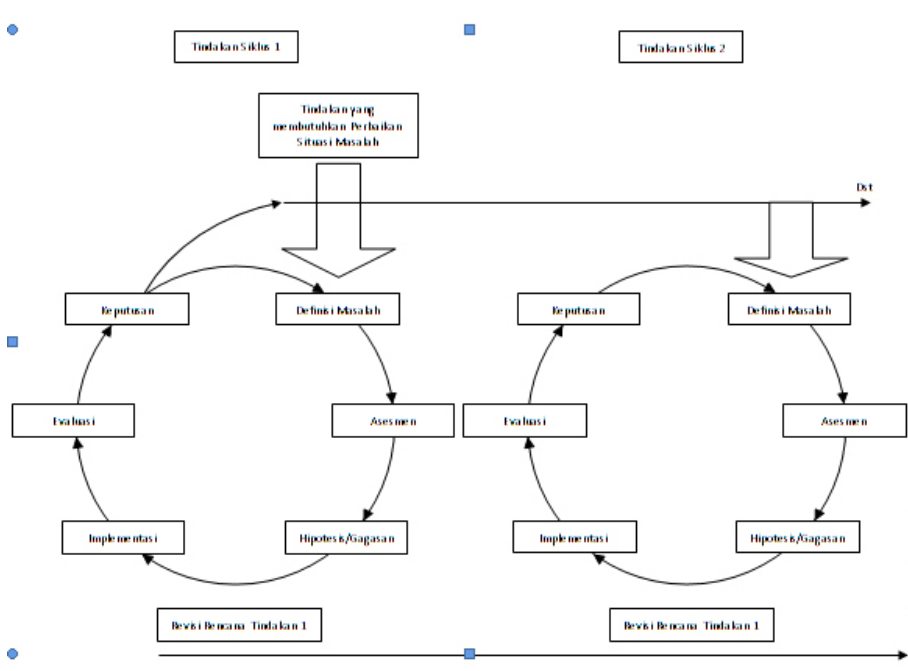 Tindakan Siklus 1
Tindakan Siklus 2
Tindakan yang
membutuhkan Perbaikan
Situasi Masalah
Dst
Keputusan
Definisi Masalah
Keputusan
Definisi Masalah
Evaluasi
Asesmen
Evaluasi
Asesmen
Implementasi
Hipotesis/Gagasan
Implementasi
Hipotesis/Gagasan
Revisi Rencana Tindakan 1
Revisi Rencana Tindakan 1